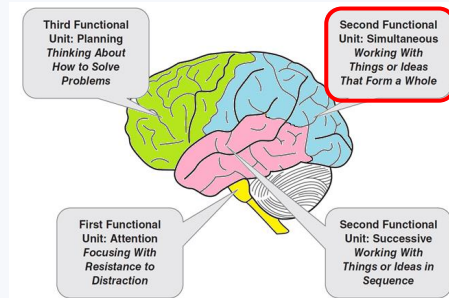 Third Functional
Unit: Planning
Thinking About
How to Solve
Problems
Second Functional
Unit: Simultaneous
Working With
Things or Ideas
That Form a Whole
First Functional
Unit: Attention
Focusing With
Resistance to
Distraction
Second Functional
Unit: Successive
Working With
Things or Ideas in
Sequence